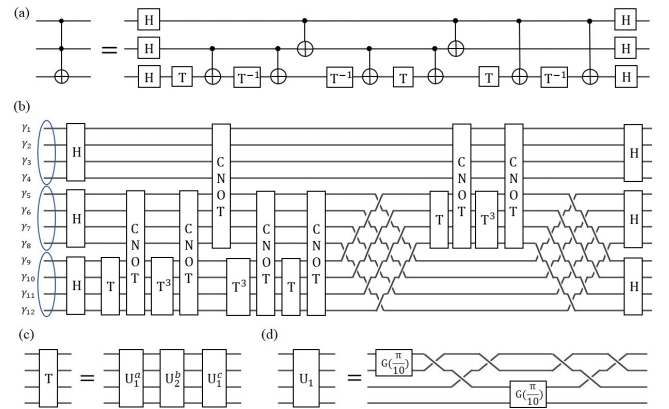 (a)
H H
= H H
H T T⁻¹ T⁻¹ T T T⁻¹ H
(b)
γ₁
γ₂
γ₃
γ₄
γ₅
γ₆
γ₇
γ₈
γ₉
γ₁₀
γ₁₁
γ₁₂
H
H
H
T
CNOT
T³
CNOT
CNOT
T³
CNOT
T
CNOT
T
CNOT
T³
CNOT
H
H
H
(c)
T = U₁ᵃ U₂ᵇ U₁ᶜ
(d)
U₁ = G(π/10) G(π/10)